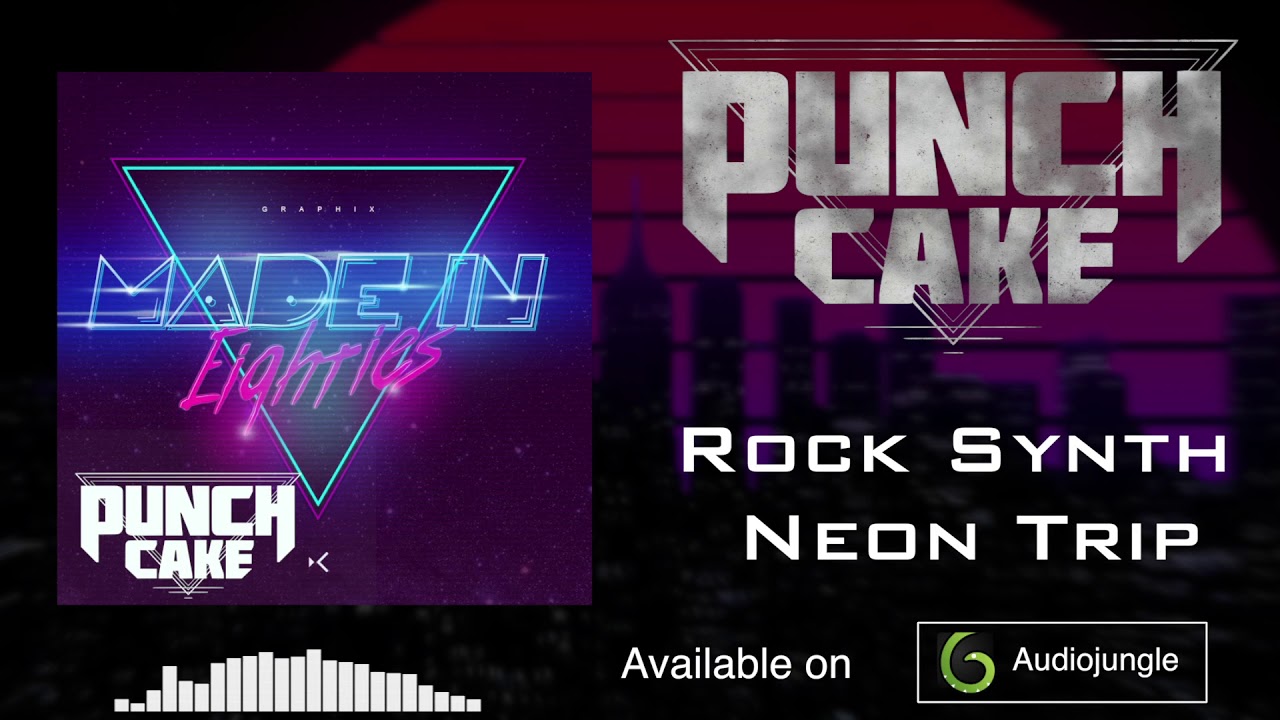 GRAPHIX
MADE IN
Eighties
PUNCH
CAKE
PUNCH
CAKE
Rock Synth
Neon Trip
Available on
Audiojungle